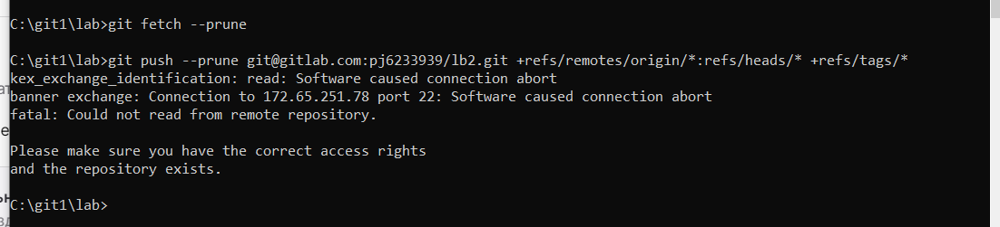 C:\git1\lab>git fetch --prune
C:\git1\lab>git push --prune git@gitlab.com:pj6233939/lb2.git +refs/remotes/origin/*:refs/heads/* +refs/tags/*
kex_exchange_identification: read: Software caused connection abort
banner exchange: Connection to 172.65.251.78 port 22: Software caused connection abort
fatal: Could not read from remote repository.
Please make sure you have the correct access rights
and the repository exists.
C:\git1\lab>